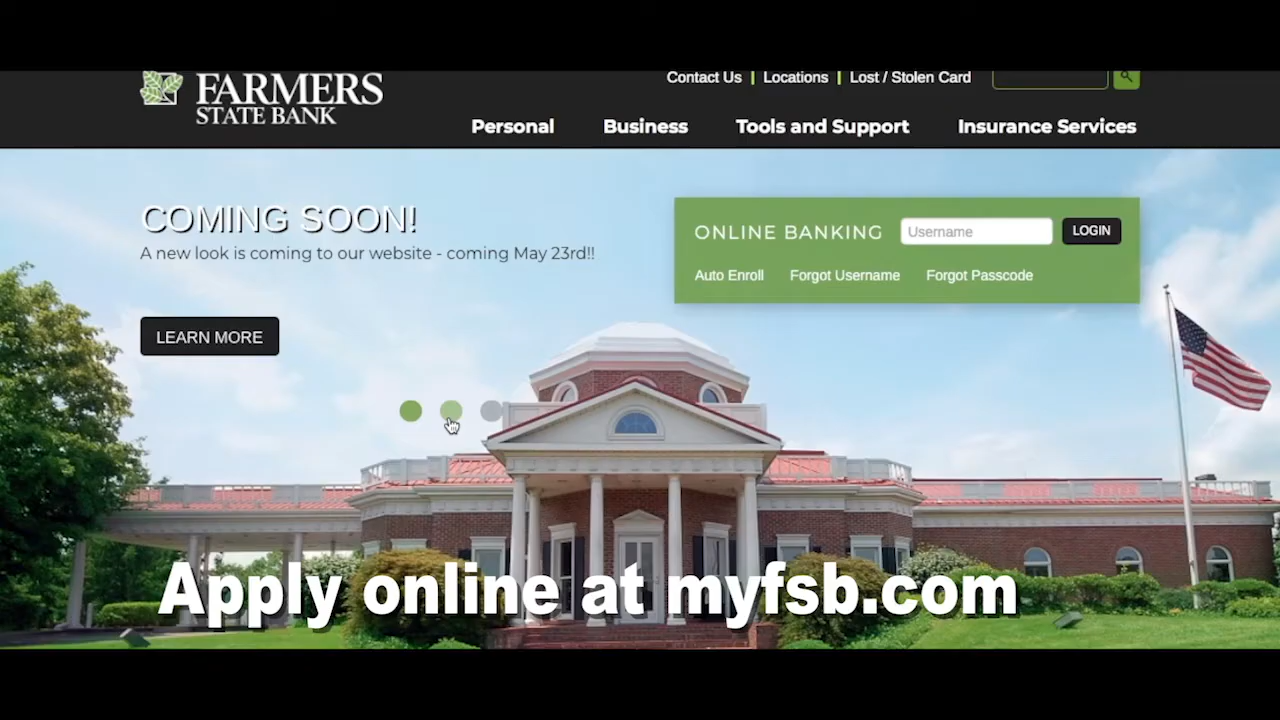 FARMERS
STATE BANK
Contact Us
Locations
Lost / Stolen Card
Personal
Business
Tools and Support
Insurance Services
COMING SOON!
A new look is coming to our website - coming May 23rd!!
LEARN MORE
ONLINE BANKING
Username
LOGIN
Auto Enroll
Forgot Username
Forgot Passcode
Apply online at myfsb.com